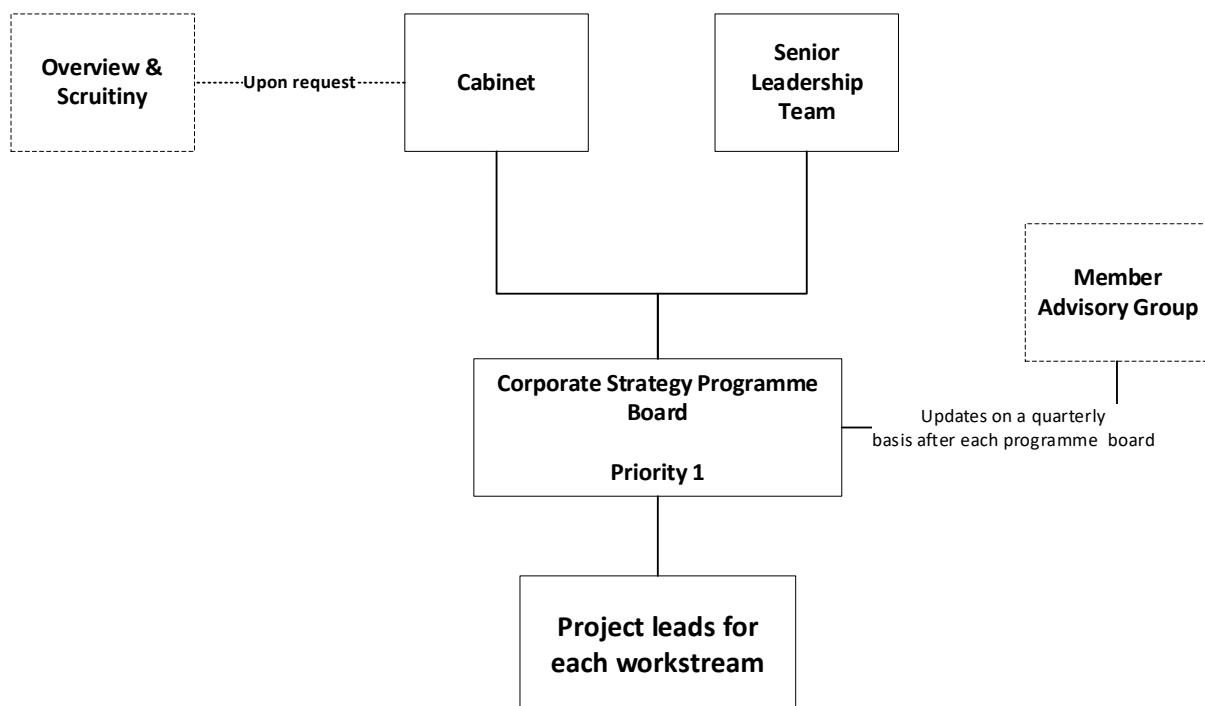 Overview &
Scruitiny
Upon request
Cabinet
Senior
Leadership
Team
Member
Advisory Group
Corporate Strategy Programme
Board
Priority 1
Updates on a quarterly
basis after each programme board
Project leads for
each workstream